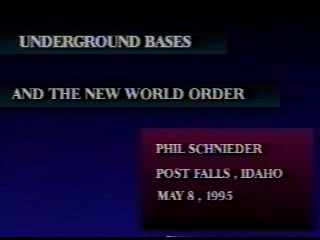 UNDERGROUND BASES
AND THE NEW WORLD ORDER
PHIL SCHNIEDER
POST FALLS , IDAHO
MAY 8 , 1995